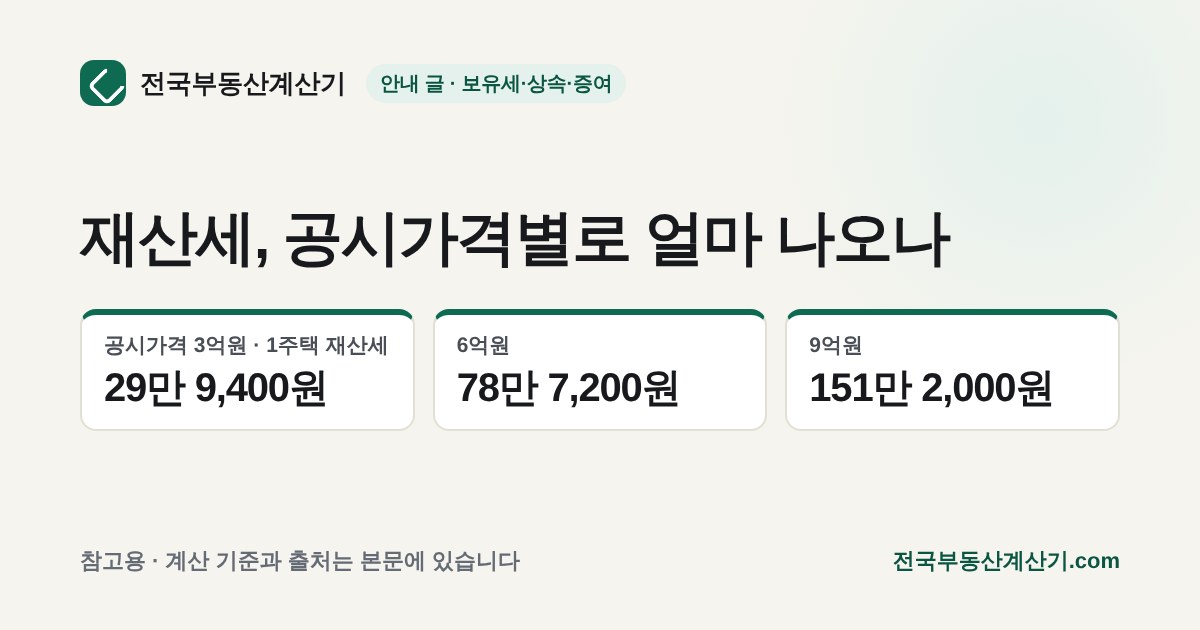 전국부동산계산기
안내 글 · 보유세·상속·증여
재산세, 공시가격별로 얼마 나오나
공시가격 3억원 · 1주택 재산세
29만 9,400원
6억원
78만 7,200원
9억원
151만 2,000원
참고용 · 계산 기준과 출처는 본문에 있습니다
전국부동산계산기.com